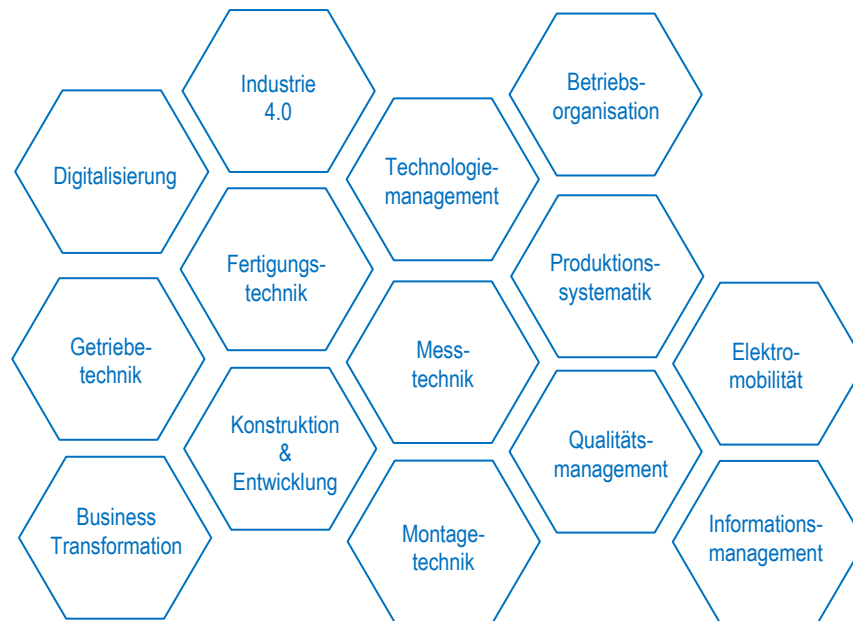 Industrie
4.0
Betriebs-
organisation
Digitalisierung
Technologie-
management
Fertigungs-
technik
Produktions-
systematik
Getriebe-
technik
Mess-
technik
Elektro-
mobilität
Konstruktion
&
Entwicklung
Qualitäts-
management
Business
Transformation
Montage-
technik
Informations-
management